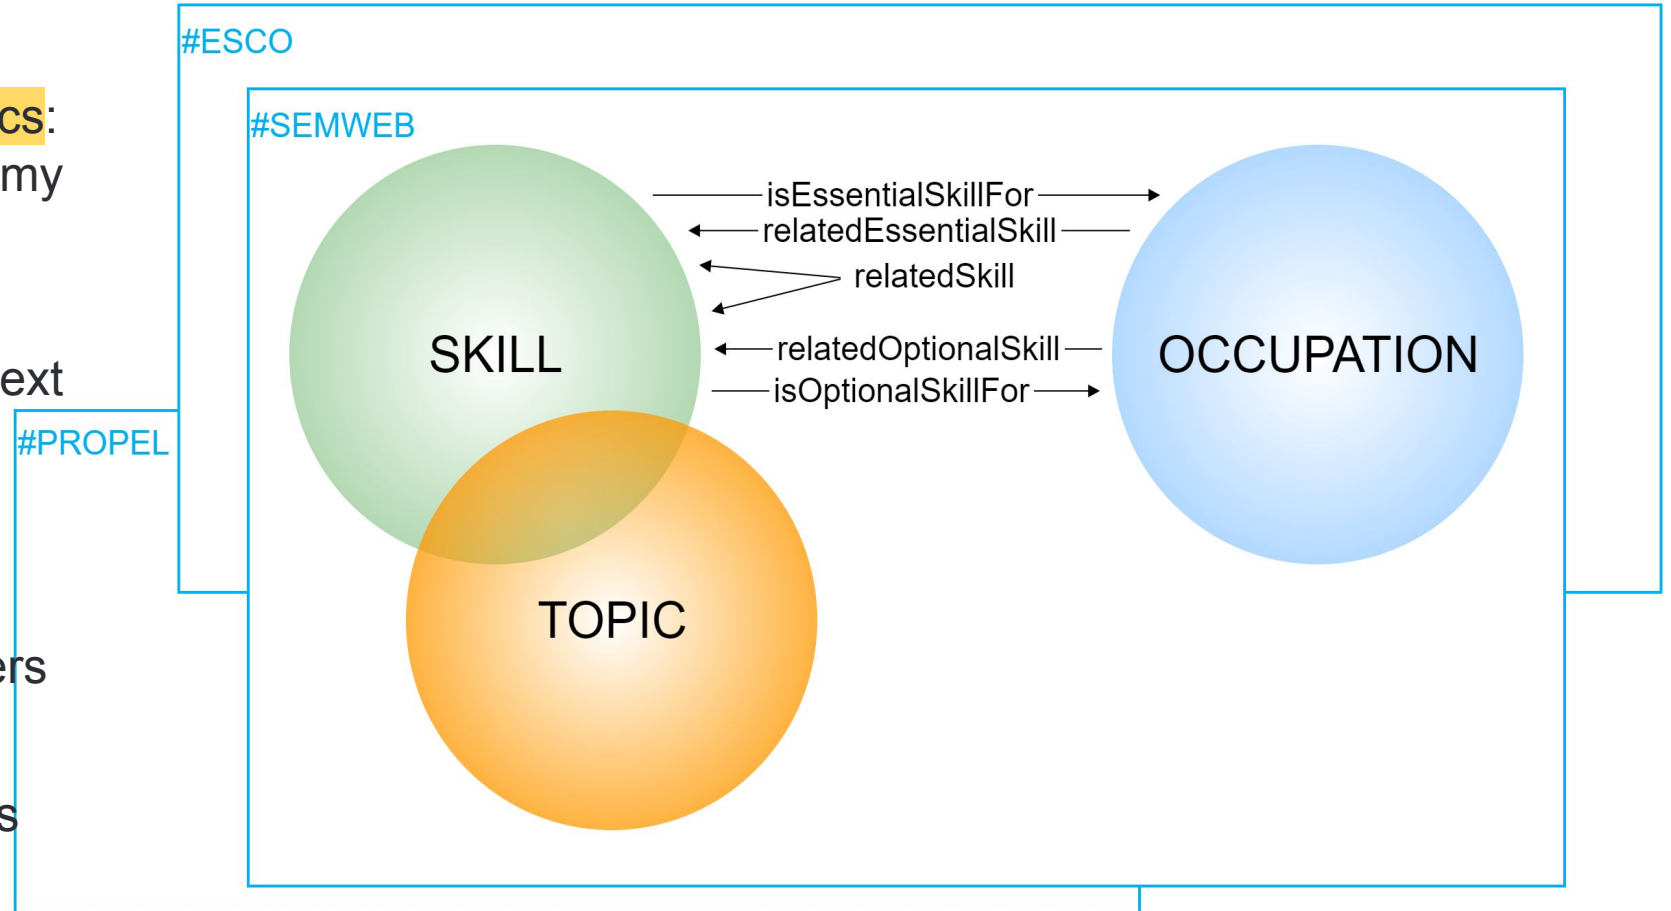 #ESCO
cs:
#SEMWEB
my
isEssentialSkillFor
relatedEssentialSkill
relatedSkill
relatedOptionalSkill
SKILL
OCCUPATION
ext
isOptionalSkillFor
#PROPEL
TOPIC
ers
s